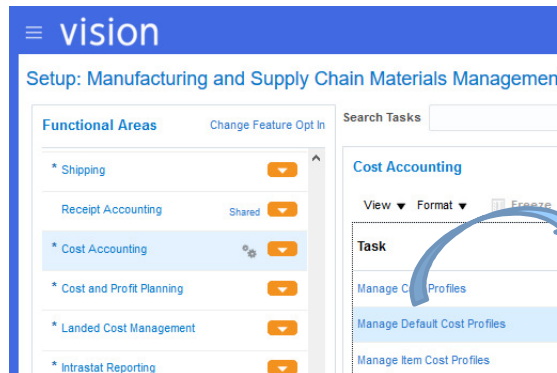 vision
Setup: Manufacturing and Supply Chain Materials Managemen
Functional Areas
Change Feature Opt In
* Shipping
Receipt Accounting
Shared
* Cost Accounting
* Cost and Profit Planning
* Landed Cost Management
* Intrastat Reporting
Search Tasks
Cost Accounting
View Format Freeze
Task
Manage Profiles
Manage Default Cost Profiles
Manage Item Cost Profiles